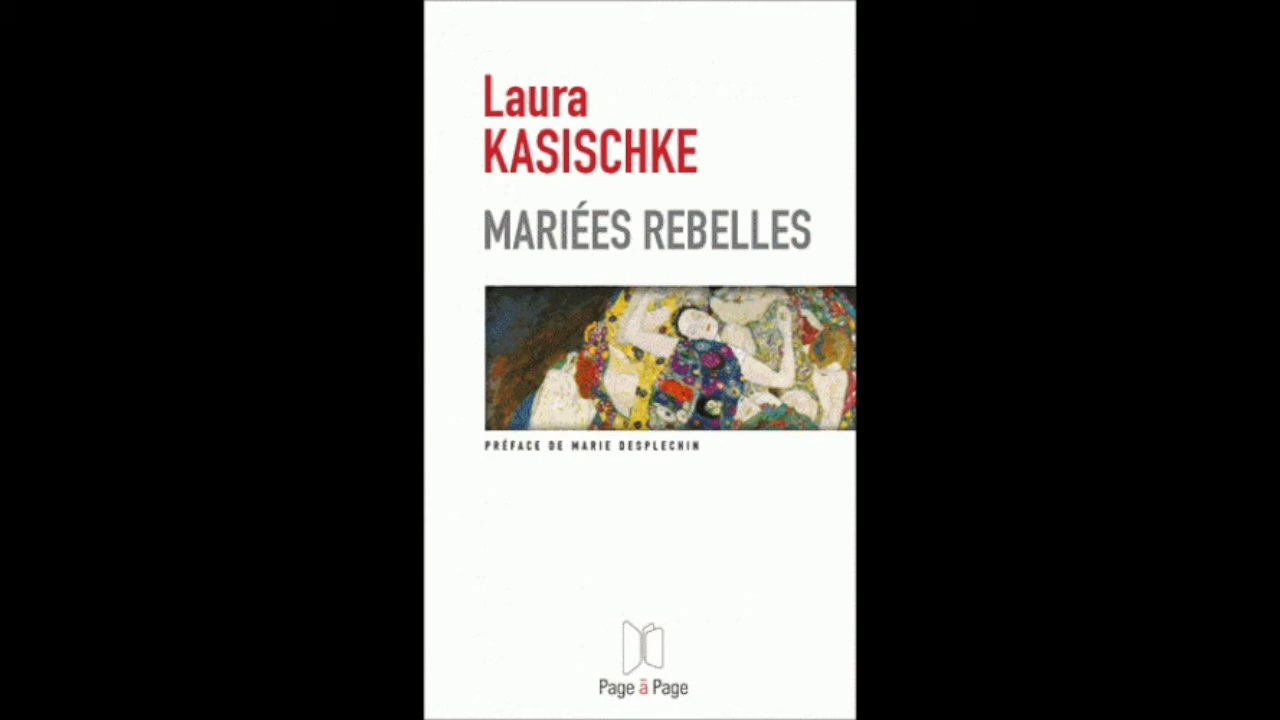 Laura
KASISCHKE
MARIÉES REBELLES
PRÉFACE DE MARIE DESPLECHIN
Page à Page